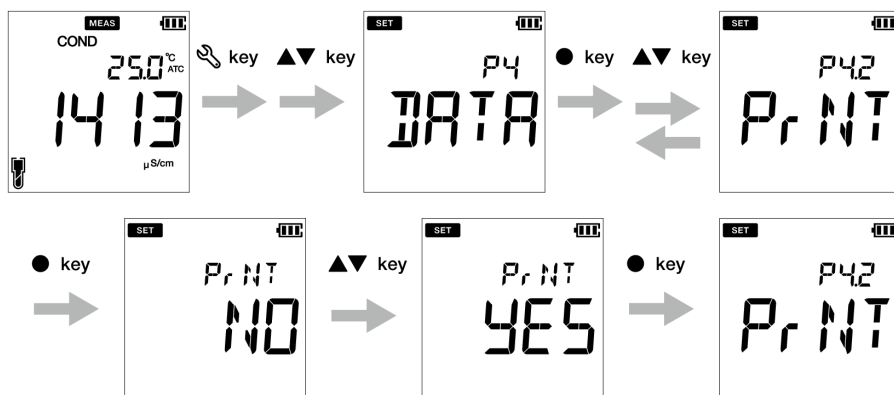 MEAS
COND
25.0 °C
ATC
1413
µ S/cm
key
▲▼ key
SET
P4
DATA
● key
▲▼ key
SET
P4.2
PrNT
● key
SET
PrNT
NO
▲▼ key
SET
PrNT
YES
● key
SET
P4.2
PrNT